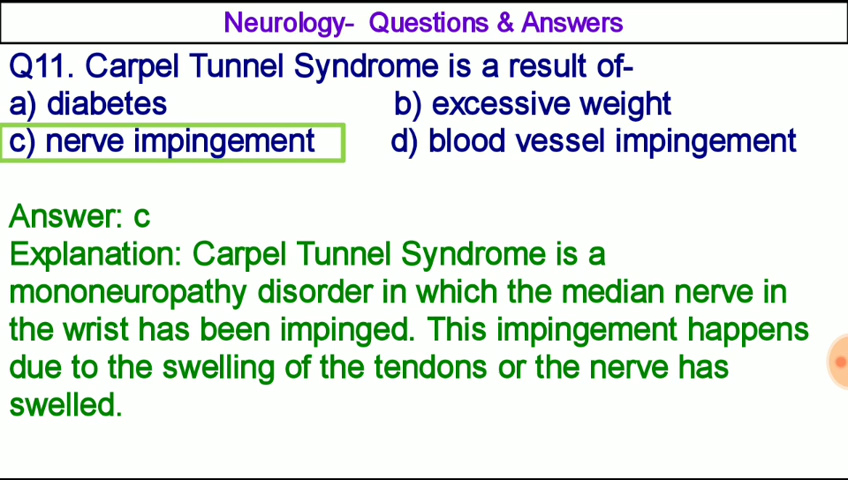 Neurology- Questions & Answers
Q11. Carpel Tunnel Syndrome is a result of-
a) diabetes b) excessive weight
c) nerve impingement d) blood vessel impingement
Answer: c
Explanation: Carpel Tunnel Syndrome is a
mononeuropathy disorder in which the median nerve in
the wrist has been impinged. This impingement happens
due to the swelling of the tendons or the nerve has
swelled.